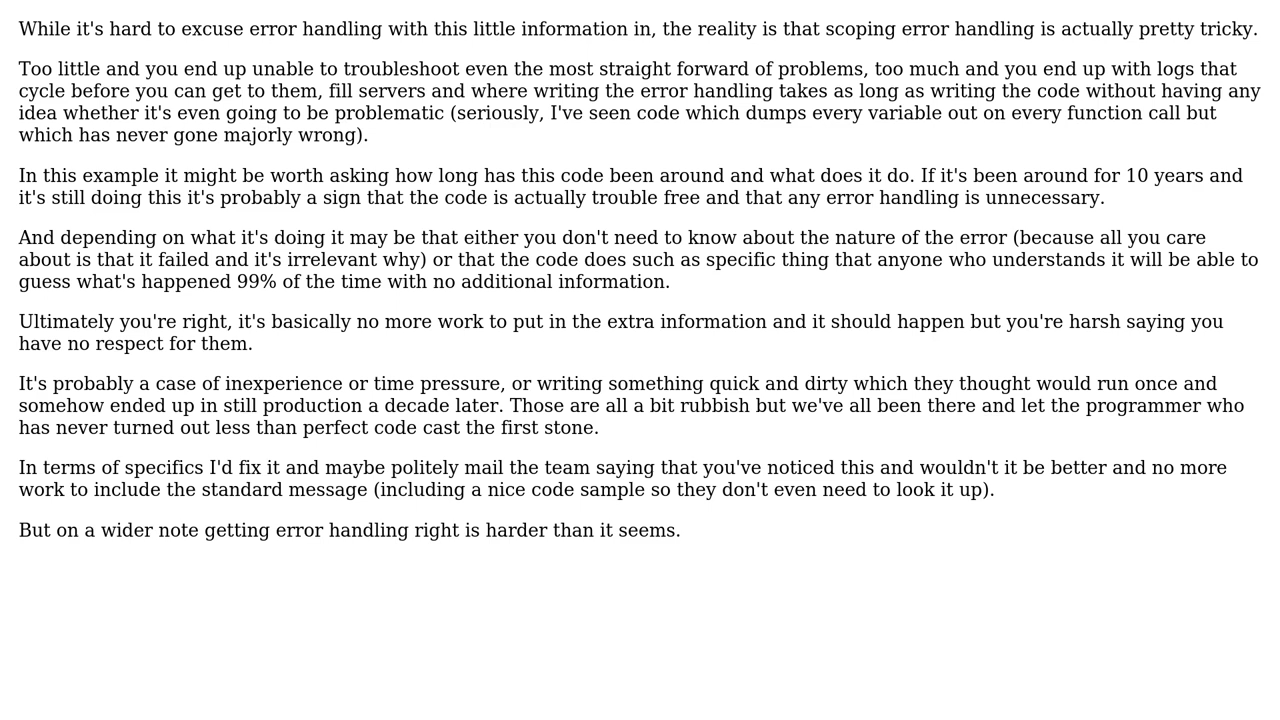 While it's hard to excuse error handling with this little information in, the reality is that scoping error handling is actually pretty tricky.
Too little and you end up unable to troubleshoot even the most straight forward of problems, too much and you end up with logs that
cycle before you can get to them, fill servers and where writing the error handling takes as long as writing the code without having any
idea whether it's even going to be problematic (seriously, I've seen code which dumps every variable out on every function call but
which has never gone majorly wrong).
In this example it might be worth asking how long has this code been around and what does it do. If it's been around for 10 years and
it's still doing this it's probably a sign that the code is actually trouble free and that any error handling is unnecessary.
And depending on what it's doing it may be that either you don't need to know about the nature of the error (because all you care
about is that it failed and it's irrelevant why) or that the code does such as specific thing that anyone who understands it will be able to
guess what's happened 99% of the time with no additional information.
Ultimately you're right, it's basically no more work to put in the extra information and it should happen but you're harsh saying you
have no respect for them.
It's probably a case of inexperience or time pressure, or writing something quick and dirty which they thought would run once and
somehow ended up in still production a decade later. Those are all a bit rubbish but we've all been there and let the programmer who
has never turned out less than perfect code cast the first stone.
In terms of specifics I'd fix it and maybe politely mail the team saying that you've noticed this and wouldn't it be better and no more
work to include the standard message (including a nice code sample so they don't even need to look it up).
But on a wider note getting error handling right is harder than it seems.